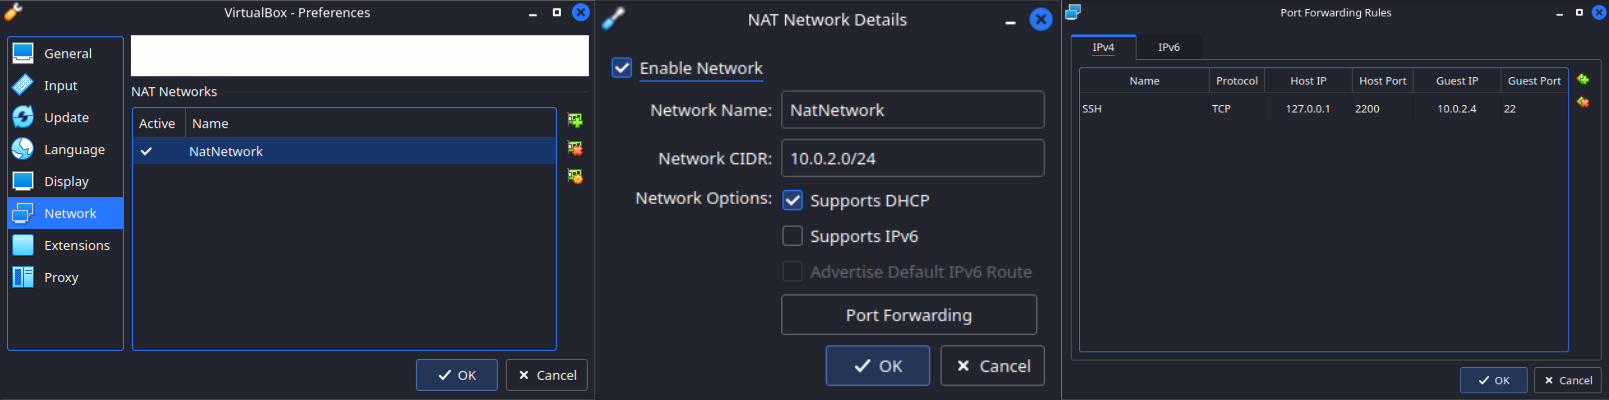 VirtualBox - Preferences
General
Input
Update
Language
Display
Network
Extensions
Proxy
NAT Networks
Active Name
NatNetwork
OK Cancel
NAT Network Details
Enable Network
Network Name: NatNetwork
Network CIDR: 10.0.2.0/24
Network Options: Supports DHCP
Supports IPv6
Advertise Default IPv6 Route
Port Forwarding
OK Cancel
Port Forwarding Rules
IPv4 IPv6
Name Protocol Host IP Host Port Guest IP Guest Port
SSH TCP 127.0.0.1 2200 10.0.2.4 22
OK Cancel